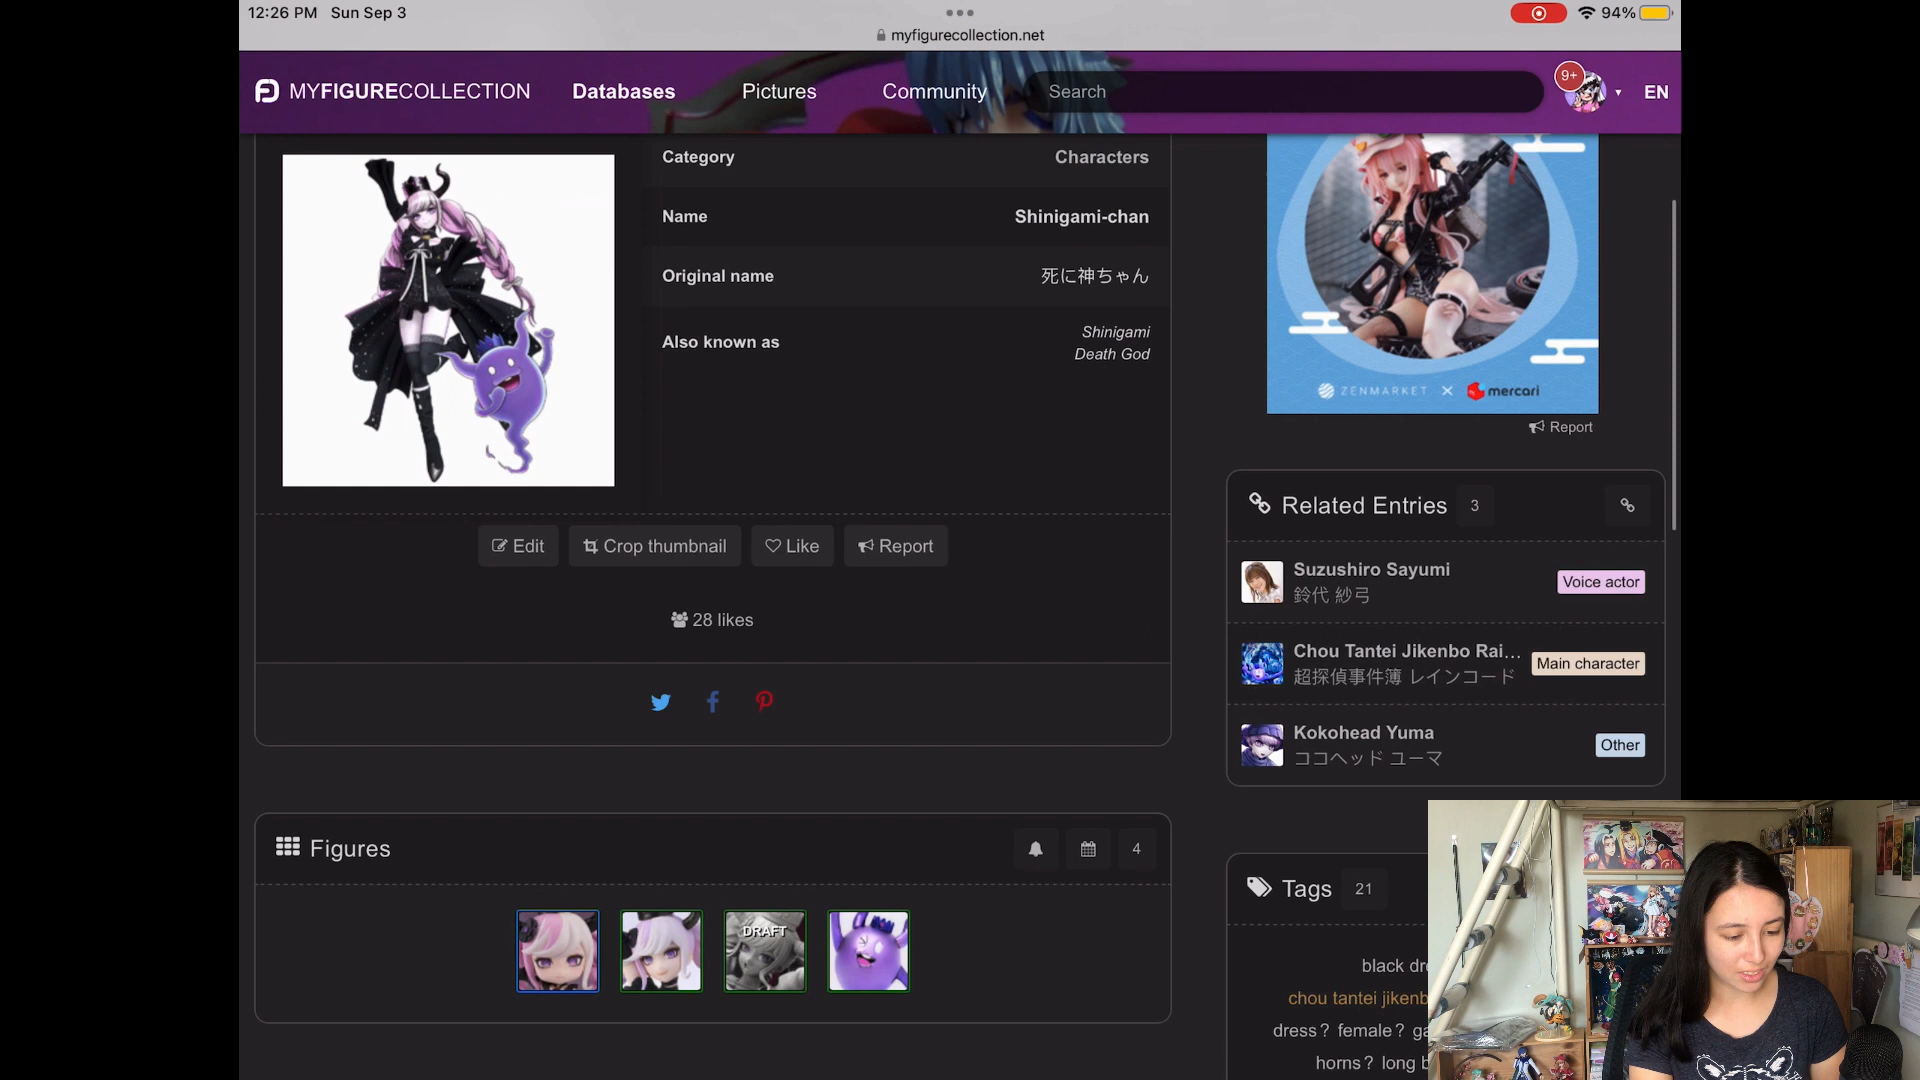 12:26 PM Sun Sep 3
94%
myfigurecollection.net
MYFIGURECOLLECTION
Databases
Pictures
Community
Search
9+
EN
Category
Characters
Name
Shinigami-chan
Original name
死に神ちゃん
Also known as
Shinigami
Death God
Edit
Crop thumbnail
Like
Report
28 likes
Figures
4
DRAFT
ZENMARKET X mercari
Report
Related Entries 3
Suzushiro Sayumi
鈴代 紗弓
Voice actor
Chou Tantei Jikenbo Rai...
超探偵事件簿 レインコード
Main character
Kokohead Yuma
ココヘッド ユーマ
Other
Tags 21
black dr
chou tantei jikenb
dress? female? ga
horns? long b